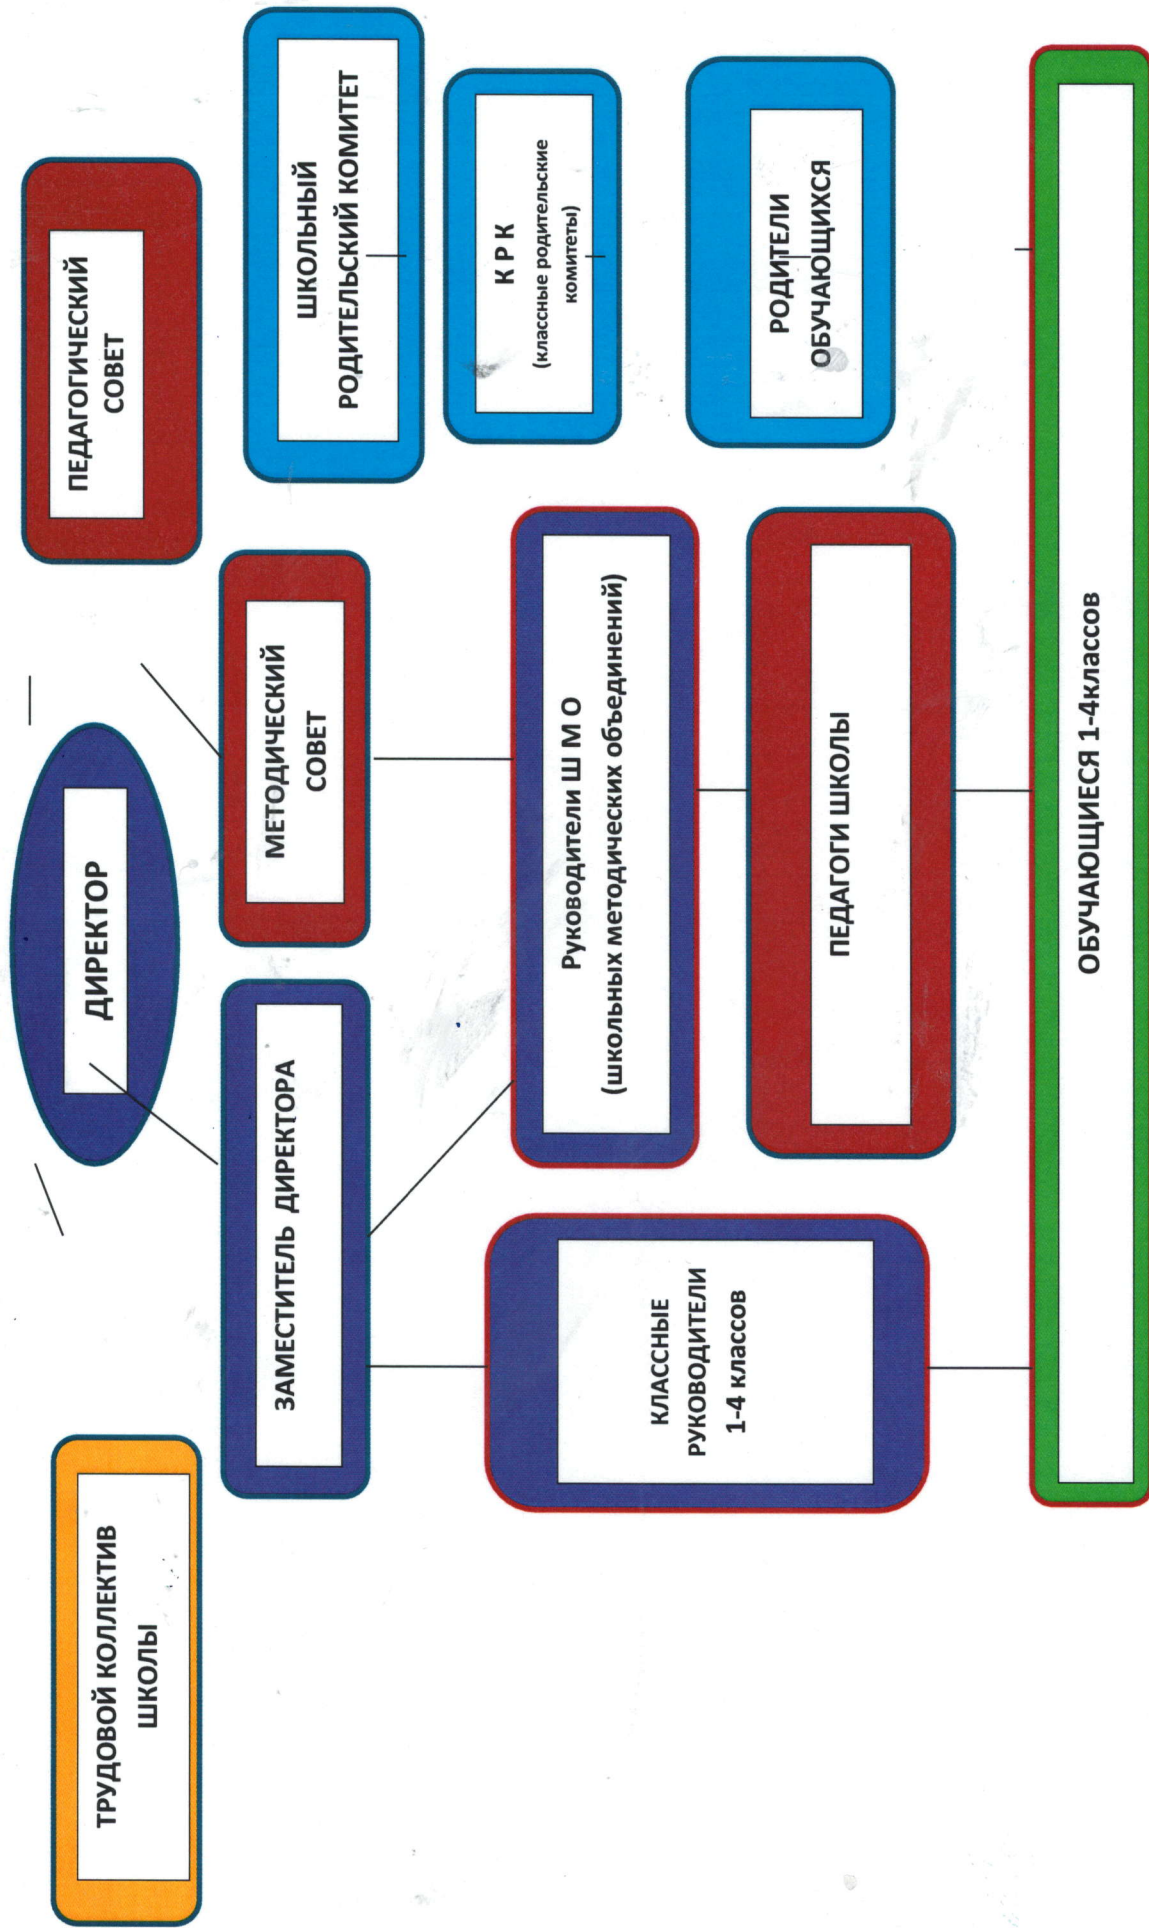 ТРУДОВОЙ КОЛЛЕКТИВ
ШКОЛЫ
ДИРЕКТОР
ПЕДАГОГИЧЕСКИЙ
СОВЕТ
ЗАМЕСТИТЕЛЬ ДИРЕКТОРА
МЕТОДИЧЕСКИЙ
СОВЕТ
ШКОЛЬНЫЙ
РОДИТЕЛЬСКИЙ КОМИТЕТ
КЛАССНЫЕ
РУКОВОДИТЕЛИ
1-4 классов
Руководители Ш М О
(школьных методических объединений)
К Р К
(классные родительские
комитеты)
ПЕДАГОГИ ШКОЛЫ
РОДИТЕЛИ
ОБУЧАЮЩИХСЯ
ОБУЧАЮЩИЕСЯ 1-4классов